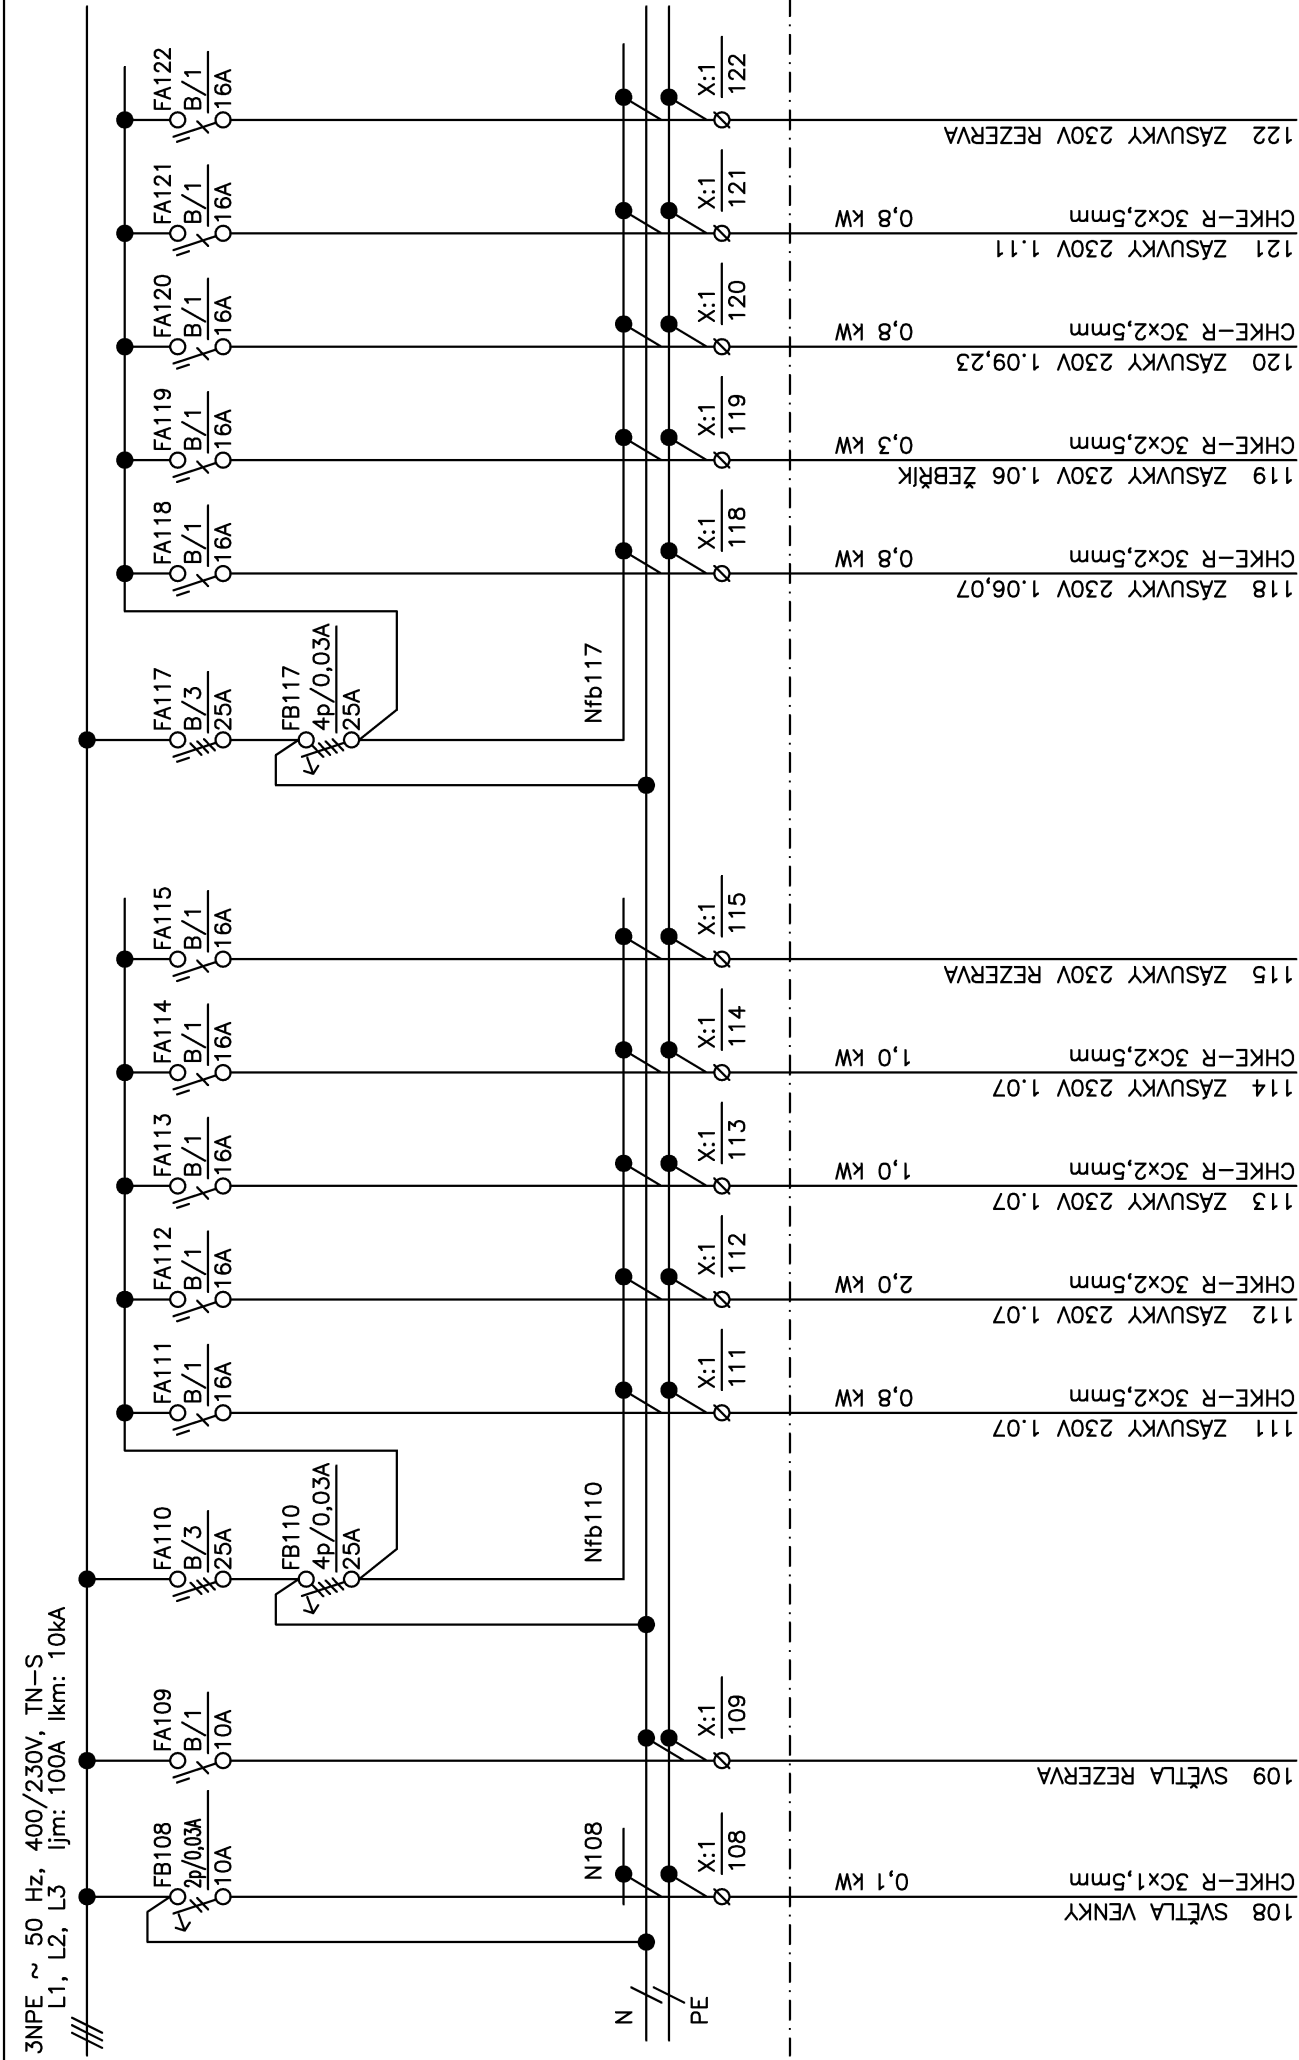 3NPE ~ 50 Hz, 400/230V, TN-S
L1, L2, L3 Ijm: 100A Ikm: 10kA
FB108
2p/0,03A
10A
FA109
B/1
10A
FA110
B/3
25A
FB110
4p/0,03A
25A
FA111
B/1
16A
FA112
B/1
16A
FA113
B/1
16A
FA114
B/1
16A
FA115
B/1
16A
FA117
B/3
25A
FB117
4p/0,03A
25A
FA118
B/1
16A
FA119
B/1
16A
FA120
B/1
16A
FA121
B/1
16A
FA122
B/1
16A
N108
Nfb110
Nfb117
N
PE
X:1
108
X:1
109
X:1
111
X:1
112
X:1
113
X:1
114
X:1
115
X:1
118
X:1
119
X:1
120
X:1
121
X:1
122
108 SVĚTLA VENKY
CHKE-R 3Cx1,5mm 0,1 kW
109 SVĚTLA REZERVA
111 ZÁSUVKY 230V 1.07
CHKE-R 3Cx2,5mm 0,8 kW
112 ZÁSUVKY 230V 1.07
CHKE-R 3Cx2,5mm 2,0 kW
113 ZÁSUVKY 230V 1.07
CHKE-R 3Cx2,5mm 1,0 kW
114 ZÁSUVKY 230V 1.07
CHKE-R 3Cx2,5mm 1,0 kW
115 ZÁSUVKY 230V REZERVA
118 ZÁSUVKY 230V 1.06,07
CHKE-R 3Cx2,5mm 0,8 kW
119 ZÁSUVKY 230V 1.06 ŽEBŘÍK
CHKE-R 3Cx2,5mm 0,3 kW
120 ZÁSUVKY 230V 1.09,23
CHKE-R 3Cx2,5mm 0,8 kW
121 ZÁSUVKY 230V 1.11
CHKE-R 3Cx2,5mm 0,8 kW
122 ZÁSUVKY 230V REZERVA